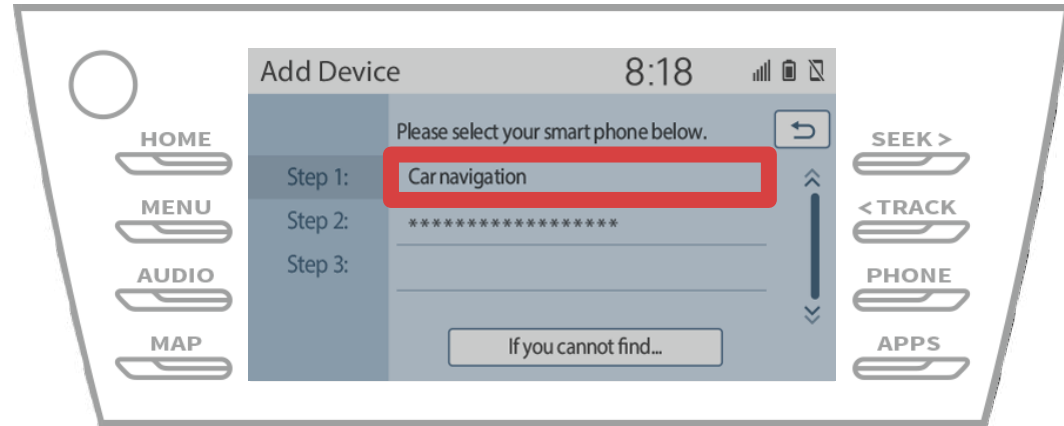 Add Device
8:18
HOME
Please select your smart phone below.
SEEK >
Step 1:
Car navigation
MENU
Step 2:
******************
< TRACK
AUDIO
Step 3:
PHONE
MAP
If you cannot find...
APPS